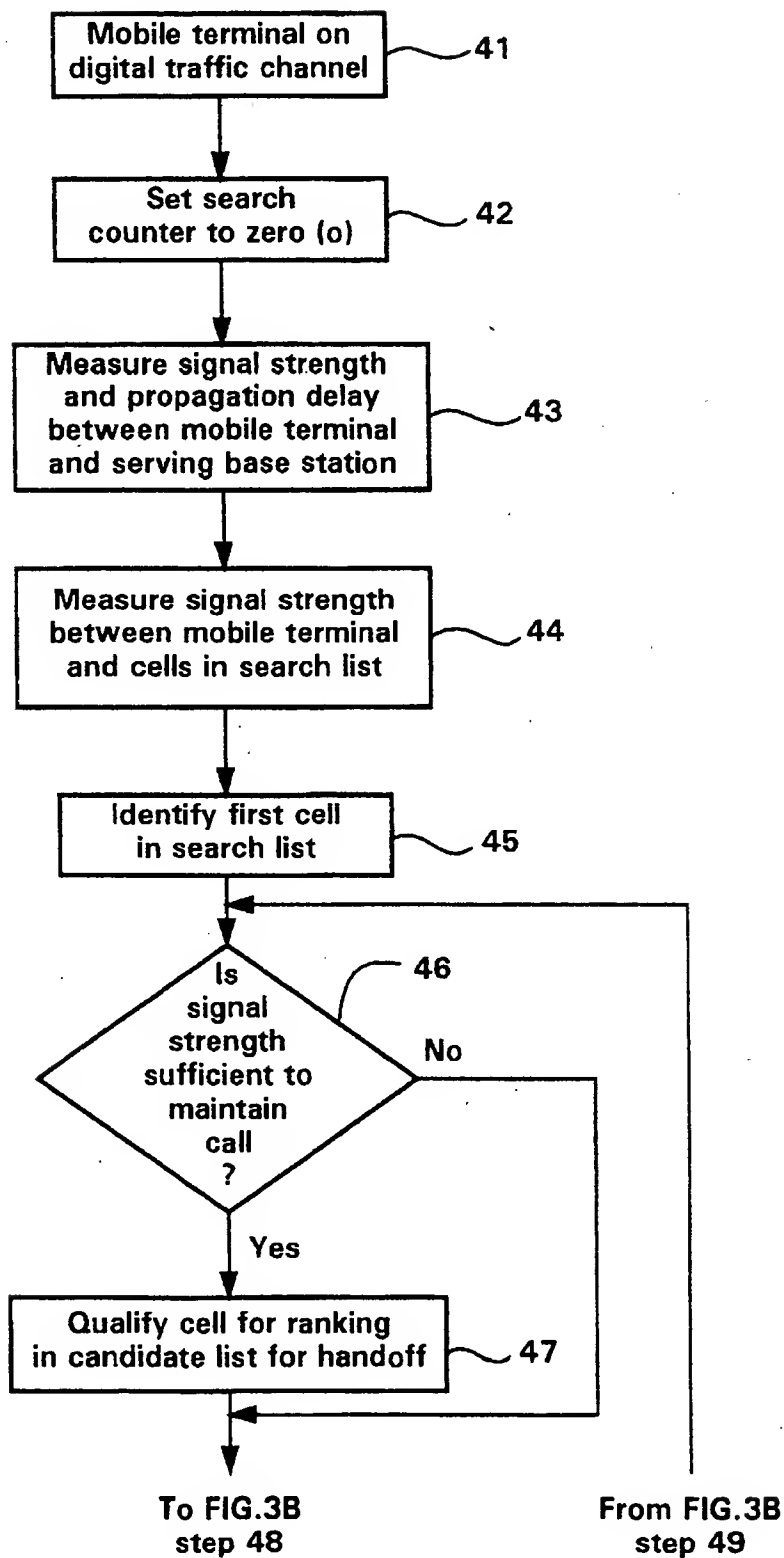 Mobile terminal on
digital traffic channel
41
Set search
counter to zero (o)
42
Measure signal strength
and propagation delay
between mobile terminal
and serving base station
43
Measure signal strength
between mobile terminal
and cells in search list
44
Identify first cell
in search list
45
46
Is
signal
strength
sufficient to
maintain
call
?
No
Yes
Qualify cell for ranking
in candidate list for handoff
47
To FIG.3B
step 48
From FIG.3B
step 49